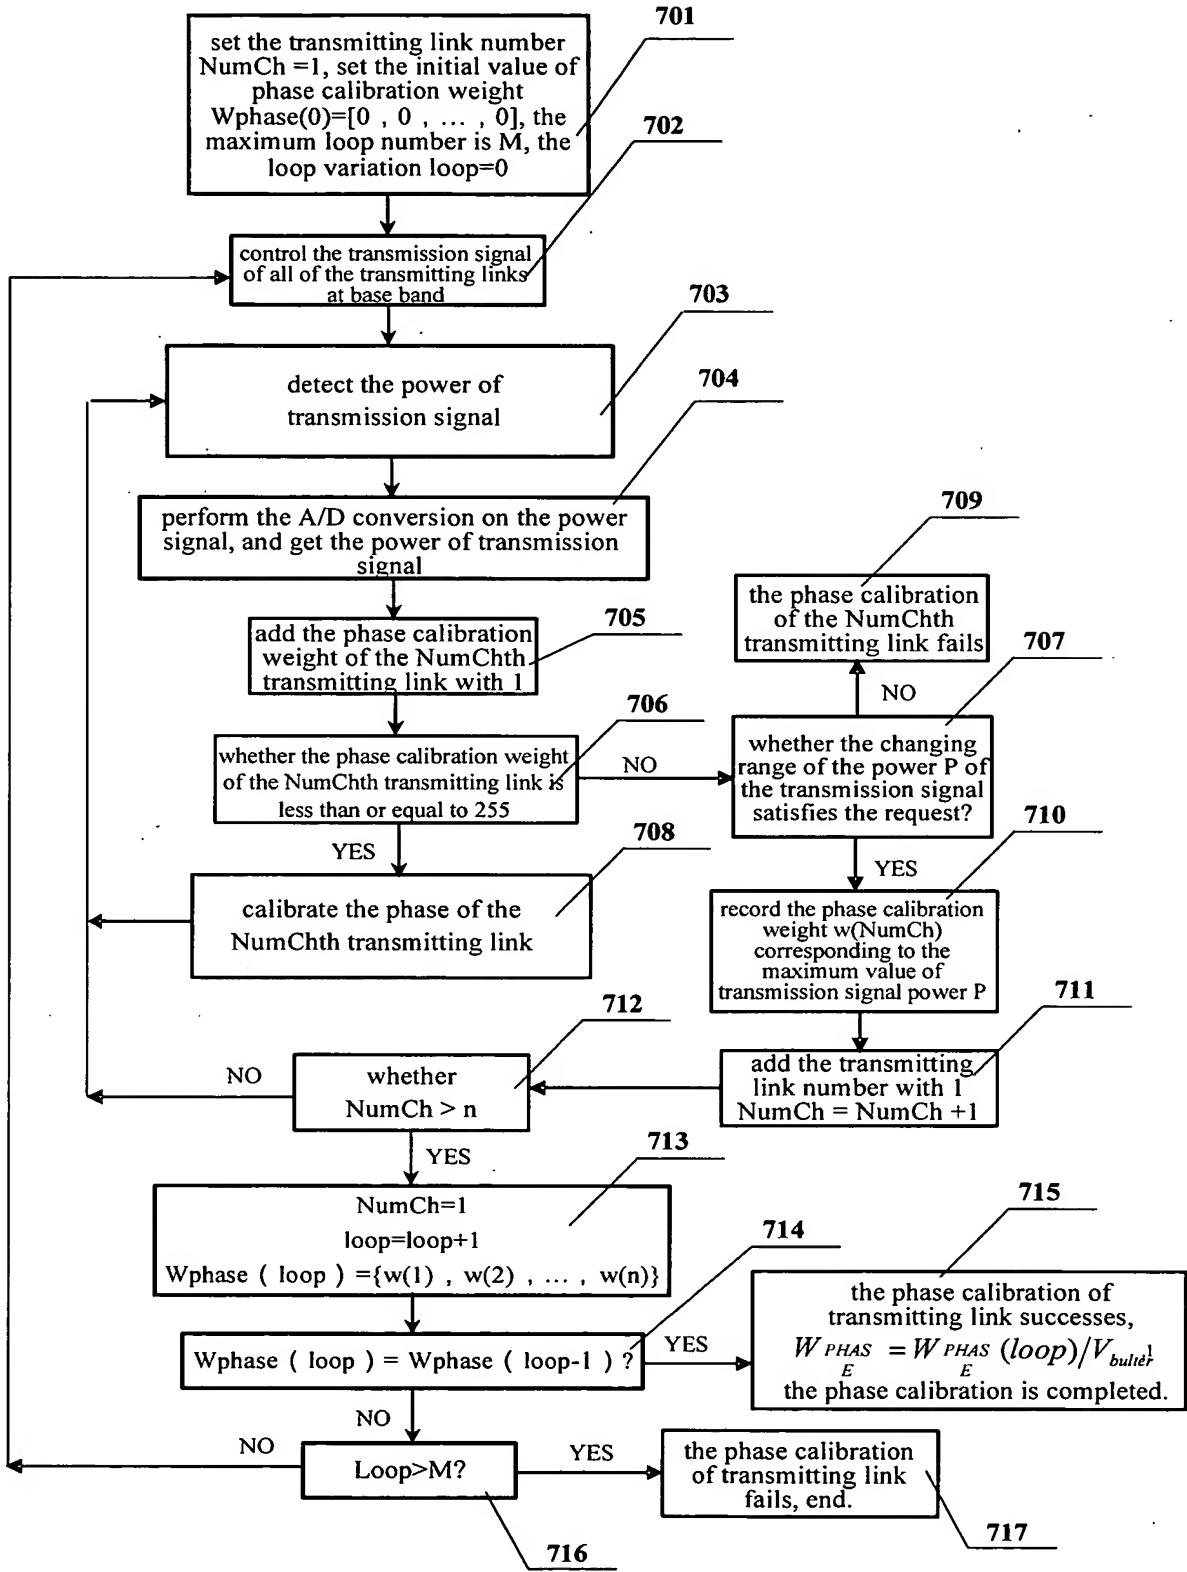 701
set the transmitting link number
NumCh =1, set the initial value of
phase calibration weight
Wphase(0)=[0 , 0 , ... , 0], the
maximum loop number is M, the
loop variation loop=0
702
control the transmission signal
of all of the transmitting links
at base band
703
detect the power of
transmission signal
704
perform the A/D conversion on the power
signal, and get the power of transmission
signal
709
the phase calibration
of the NumChth
transmitting link fails
705
add the phase calibration
weight of the NumChth
transmitting link with 1
707
NO
706
whether the phase calibration weight
of the NumChth transmitting link is
less than or equal to 255
NO
whether the changing
range of the power P of
the transmission signal
satisfies the request?
YES
708
YES
710
calibrate the phase of the
NumChth transmitting link
record the phase calibration
weight w(NumCh)
corresponding to the
maximum value of
transmission signal power P
712
711
NO
whether
NumCh > n
add the transmitting
link number with 1
NumCh = NumCh +1
YES
713
NumCh=1
loop=loop+1
Wphase ( loop ) ={w(1) , w(2) , ... , w(n)}
715
714
the phase calibration of
transmitting link successes,
W PHAS E = W PHAS E (loop)/V bulter 1
the phase calibration is completed.
Wphase ( loop ) = Wphase ( loop-1 ) ?
YES
NO
NO
Loop>M?
YES
the phase calibration
of transmitting link
fails, end.
716
717